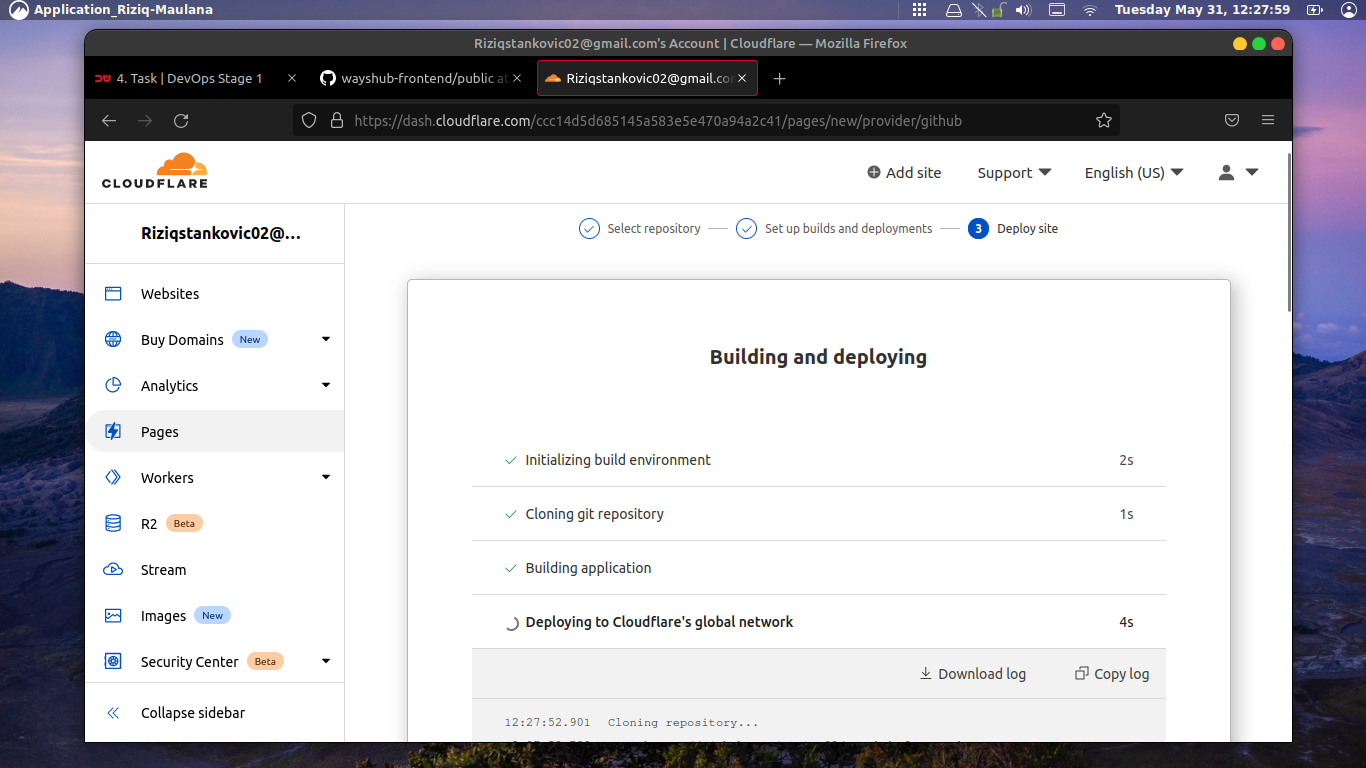 Application_Riziq-Maulana
Tuesday May 31, 12:27:59
Riziqstankovic02@gmail.com's Account | Cloudflare — Mozilla Firefox
4. Task | DevOps Stage 1
wayshub-frontend/public at
Riziqstankovic02@gmail.com
https://dash.cloudflare.com/ccc14d5d685145a583e5e470a94a2c41/pages/new/provider/github
CLOUDFLARE
Add site
Support
English (US)
Riziqstankovic02@...
Select repository
Set up builds and deployments
3 Deploy site
Websites
Buy Domains New
Analytics
Pages
Workers
R2 Beta
Stream
Images New
Security Center Beta
Collapse sidebar
Building and deploying
Initializing build environment 2s
Cloning git repository 1s
Building application
Deploying to Cloudflare's global network 4s
Download log
Copy log
12:27:52.901 Cloning repository...